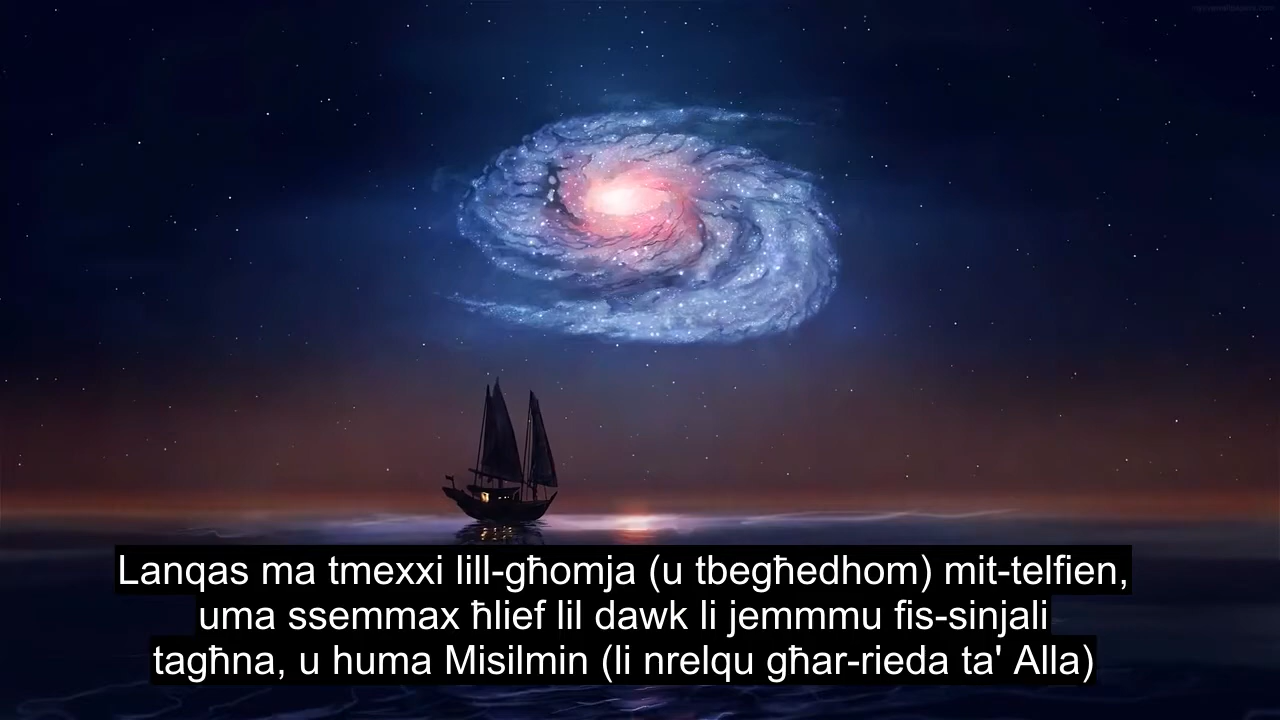 Lanqas ma tmexxi lill-għomja (u tbegħedhom) mit-telfien,
uma ssemmax ħlief lil dawk li jemmmu fis-sinjali
tagħna, u huma Misilmin (li nrelqu għar-rieda ta' Alla)